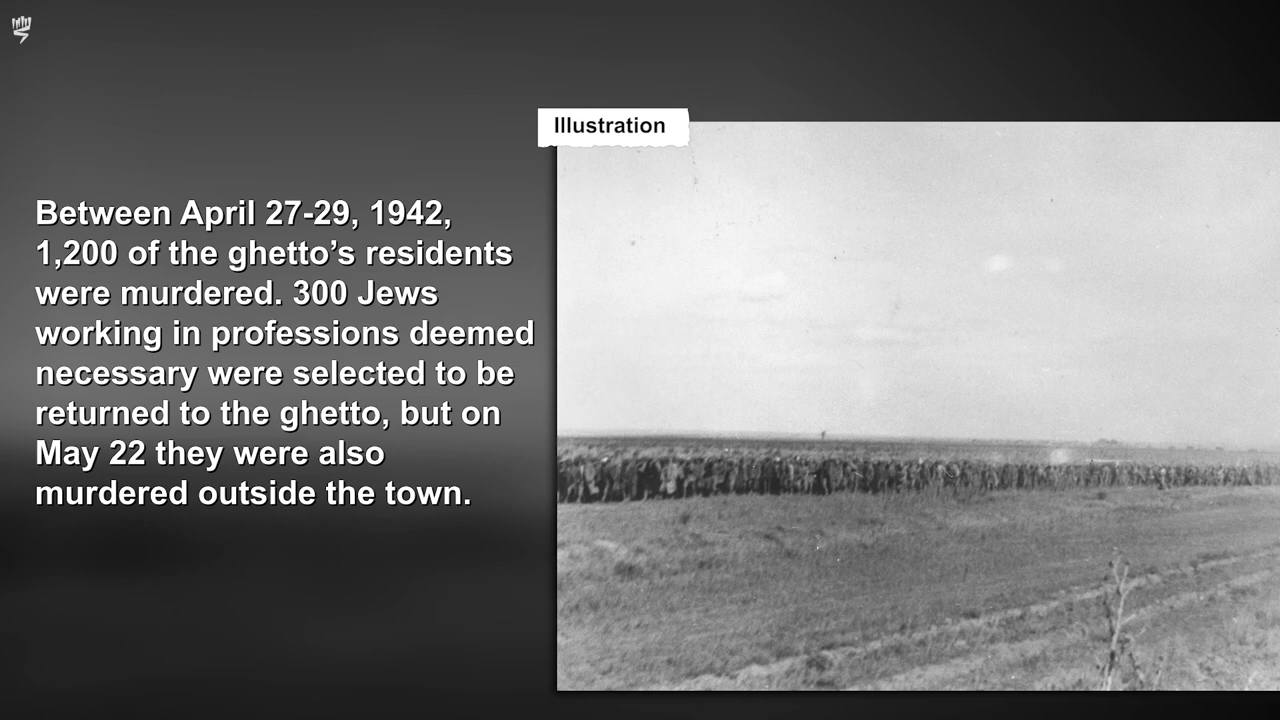 Illustration
Between April 27-29, 1942,
1,200 of the ghetto’s residents
were murdered. 300 Jews
working in professions deemed
necessary were selected to be
returned to the ghetto, but on
May 22 they were also
murdered outside the town.